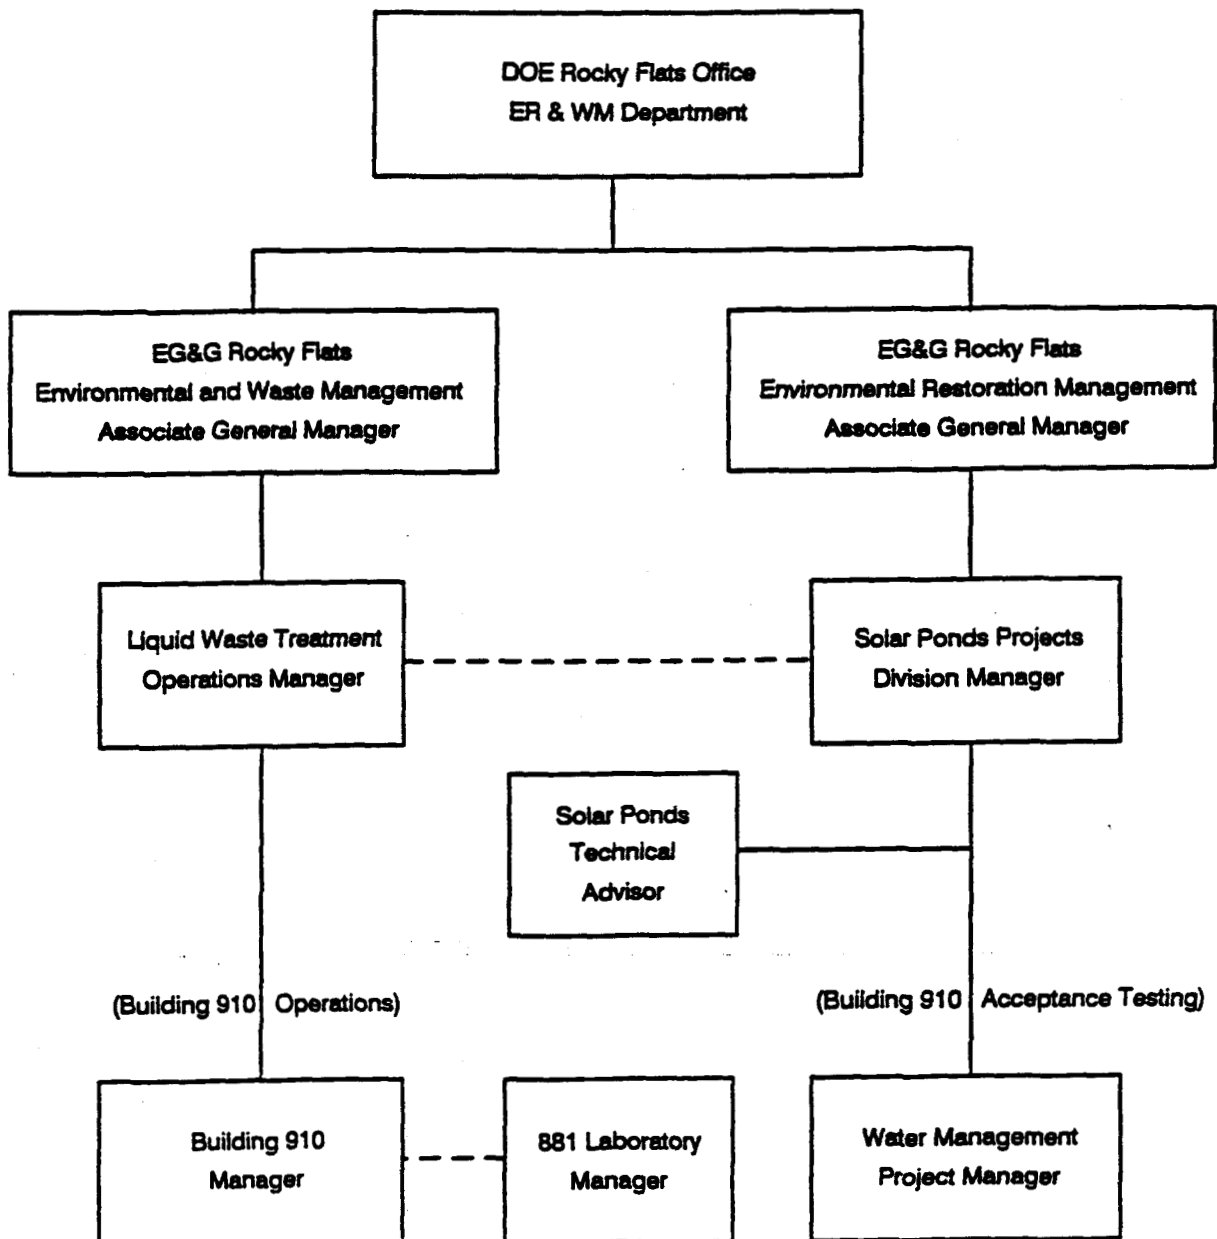 DOE Rocky Flats Office
ER & WM Department
EG&G Rocky Flats
Environmental and Waste Management
Associate General Manager
EG&G Rocky Flats
Environmental Restoration Management
Associate General Manager
Liquid Waste Treatment
Operations Manager
Solar Ponds Projects
Division Manager
Solar Ponds
Technical
Advisor
(Building 910 Operations)
(Building 910 Acceptance Testing)
Building 910
Manager
881 Laboratory
Manager
Water Management
Project Manager